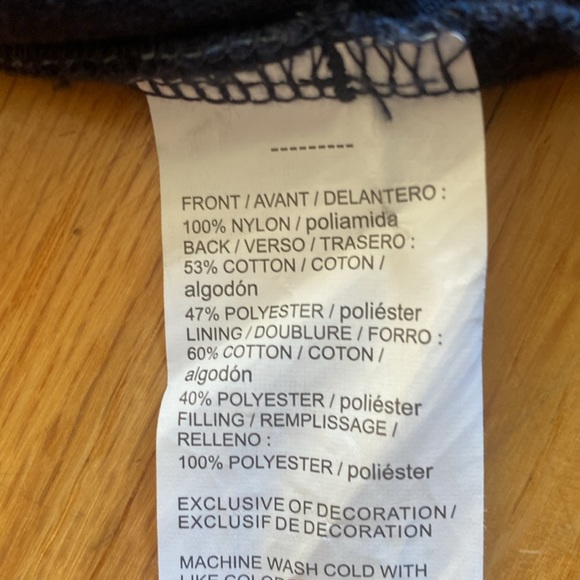 ---------
FRONT / AVANT / DELANTERO :
100% NYLON / poliamida
BACK / VERSO / TRASERO :
53% COTTON / COTON /
algodón
47% POLYESTER / poliéster
LINING / DOUBLURE / FORRO :
60% COTTON / COTON /
algodón
40% POLYESTER / poliéster
FILLING / REMPLISSAGE /
RELLENO :
100% POLYESTER / poliéster
EXCLUSIVE OF DECORATION /
EXCLUSIF DE DECORATION
MACHINE WASH COLD WITH
LIKE